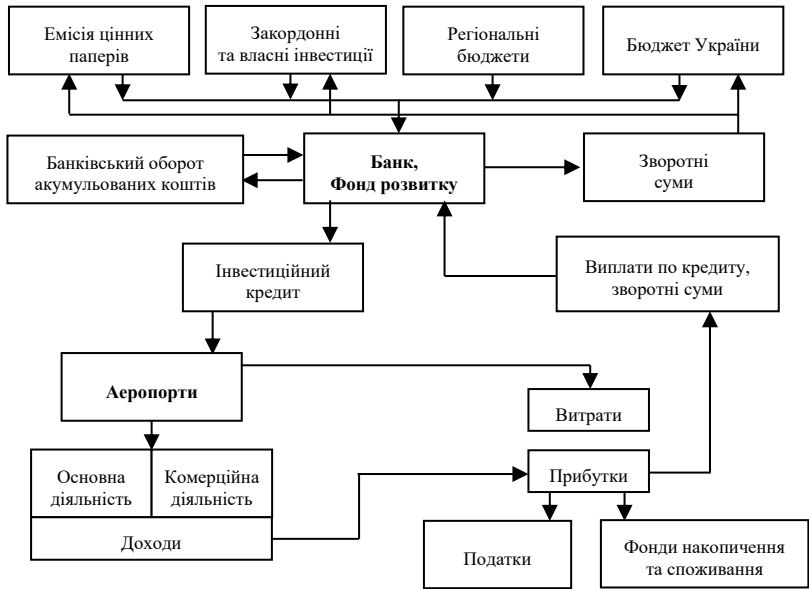 Емісія цінних
паперів
Закордонні
та власні інвестиції
Регіональні
бюджети
Бюджет України
Банківський оборот
акумульованих коштів
Банк,
Фонд розвитку
Зворотні
суми
Інвестиційний
кредит
Виплати по кредиту,
зворотні суми
Аеропорти
Витрати
Основна
діяльність
Комерційна
діяльність
Прибутки
Доходи
Податки
Фонди накопичення
та споживання